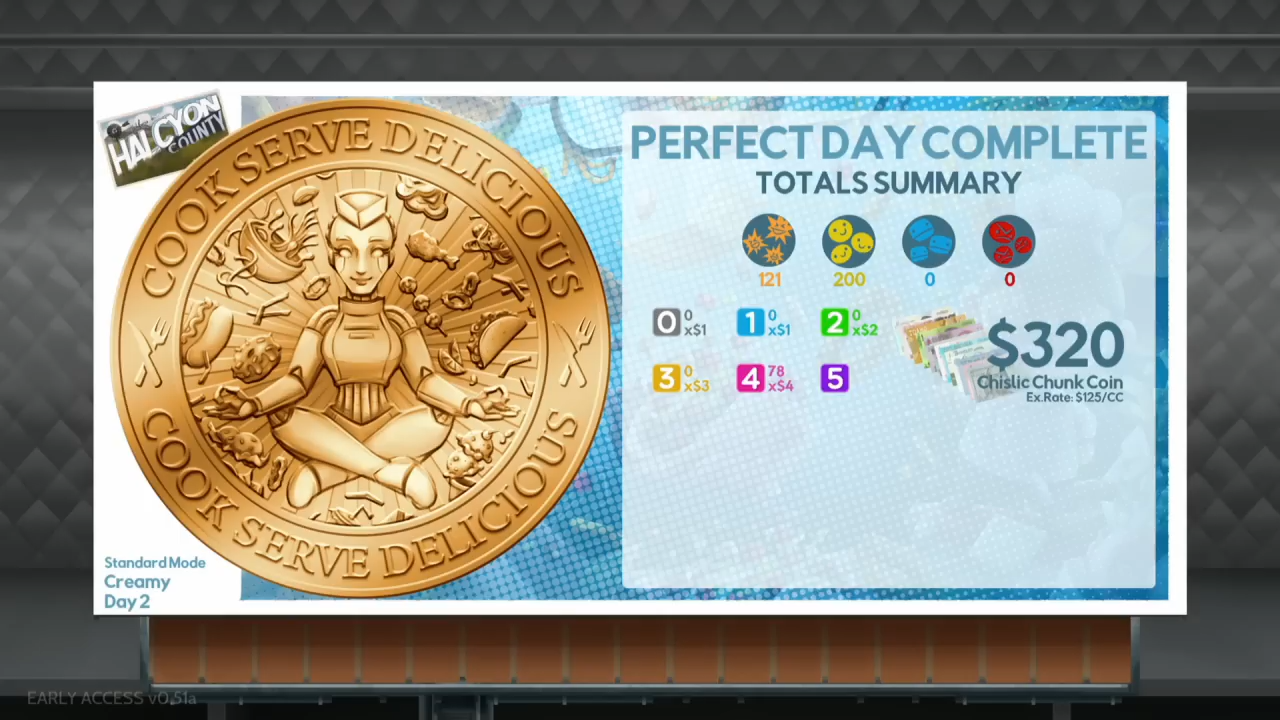 HALCYON
COUNTY
COOK SERVE DELICIOUS
COOK SERVE DELICIOUS
PERFECT DAY COMPLETE
TOTALS SUMMARY
121 200 0 0
0 0 x$1 1 0 x$1 2 0 x$2
3 0 x$3 4 78 x$4 5
$320
Chislic Chunk Coin
Ex.Rate: $125/CC
Standard Mode
Creamy
Day 2
EARLY ACCESS v0.51a